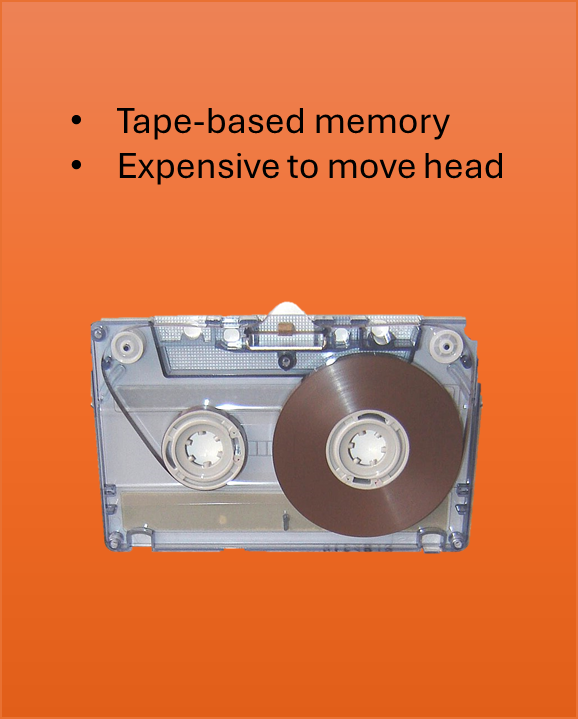 • Tape-based memory
• Expensive to move head